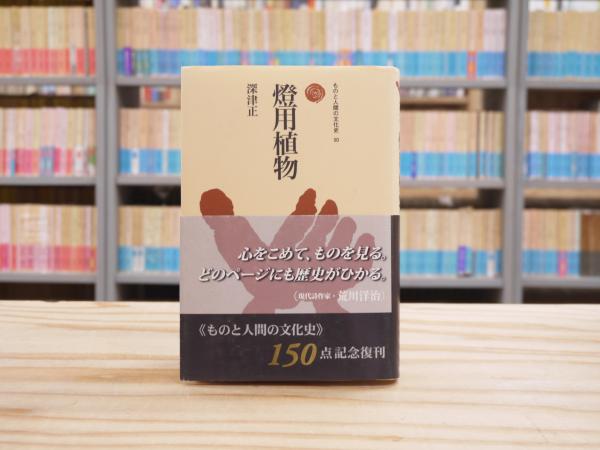 ものと人間の文化史 50
燈用植物
深津正
心をこめて、ものを見る。
どのページにも歴史がひかる。
（現代詩作家・荒川洋治）
《ものと人間の文化史》
150点記念復刊